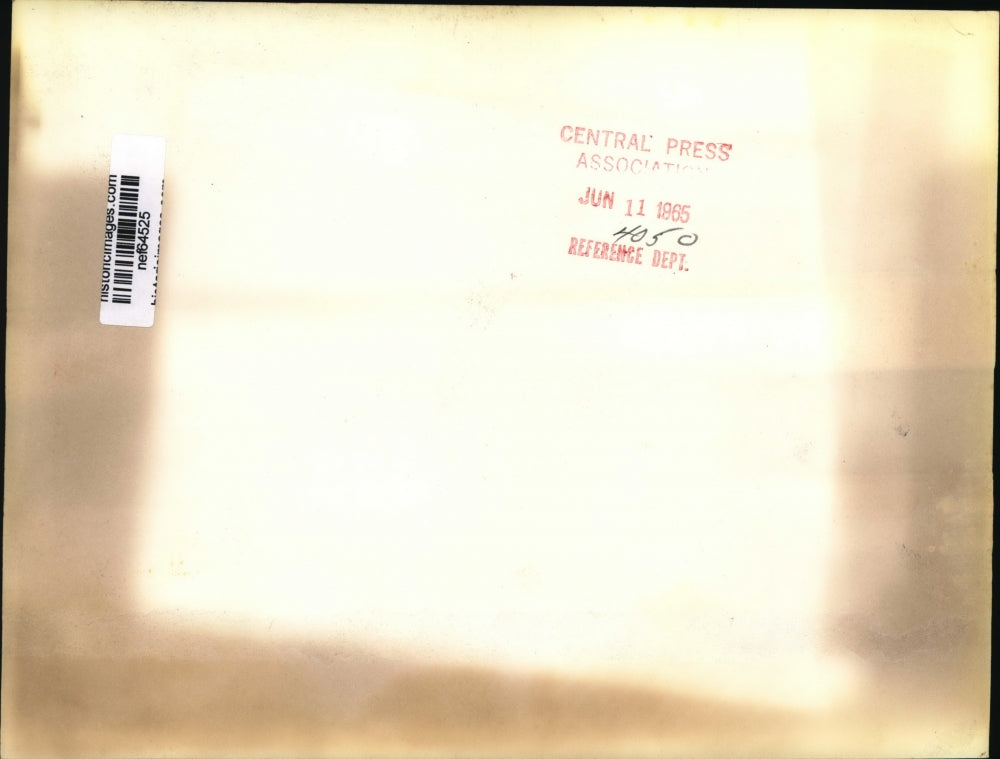 CENTRAL PRESS
ASSOCIATION
JUN 11 1965
4050
REFERENCE DEPT.
historicimages.com
nef64525